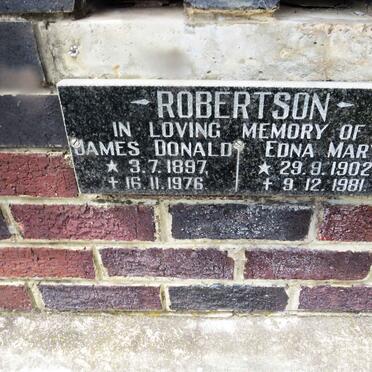 ROBERTSON
IN LOVING MEMORY OF
JAMES DONALD EDNA MARY
★ 3.7.1897 ★ 29.9.1902
+ 16.11.1976 + 9.12.1981